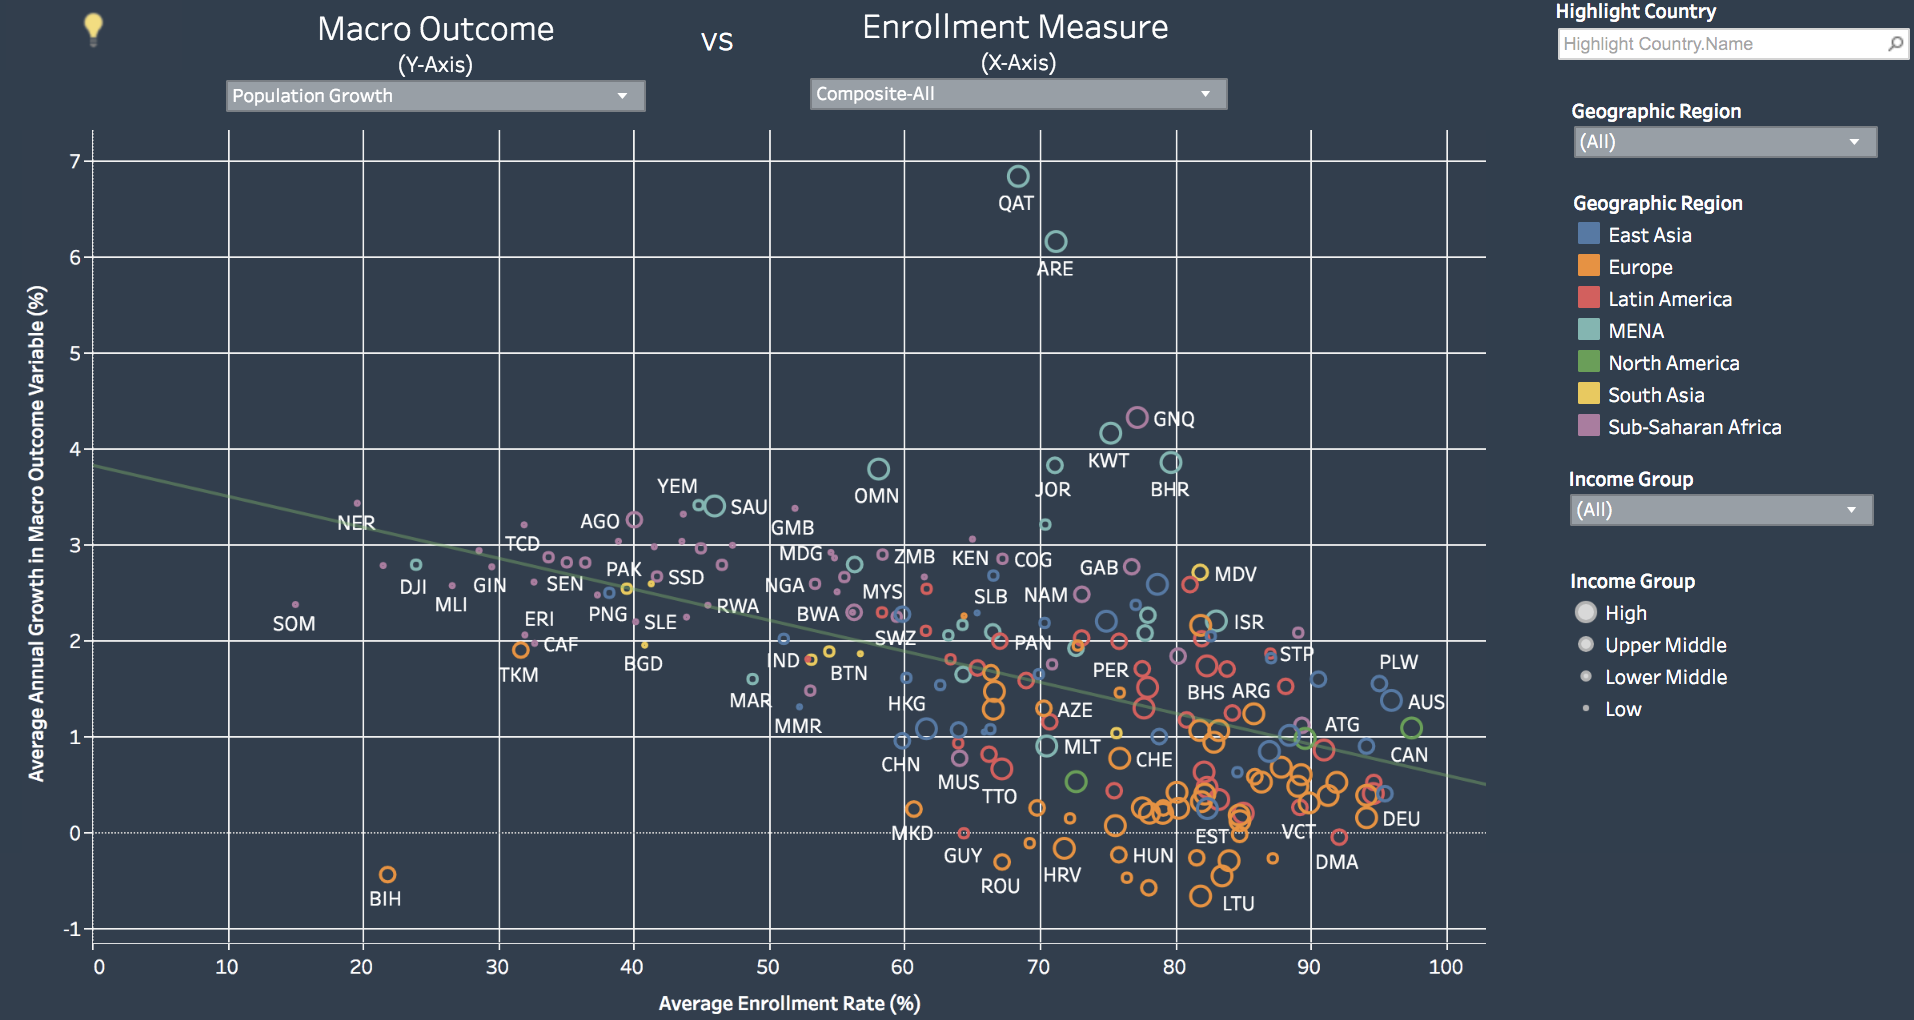 Macro Outcome
(Y-Axis)
Population Growth
VS
Enrollment Measure
(X-Axis)
Composite-All
Highlight Country
Highlight Country.Name
Geographic Region
(All)
Geographic Region
East Asia
Europe
Latin America
MENA
North America
South Asia
Sub-Saharan Africa
Income Group
(All)
Income Group
High
Upper Middle
Lower Middle
Low
Average Annual Growth in Macro Outcome Variable (%)
7
6
5
4
3
2
1
0
-1
QAT
ARE
GNQ
KWT
BHR
JOR
OMN
YEM
SAU
AGO
NER
GMB
TCD
MDG
ZMB
KEN
COG
GAB
MDV
DJI
GIN
MLI
SEN
PAK
SSD
NGA
MYS
SLB
NAM
SOM
ERI
PNG
SLE
RWA
BWA
ISR
CAF
SWZ
PAN
STP
TKM
BGD
IND
BTN
PER
PLW
MAR
MMR
HKG
AZE
BHS
ARG
AUS
ATG
CHN
MLT
CHE
CAN
MUS
TTO
MKD
EST
VCT
DEU
GUY
ROU
HRV
HUN
DMA
BIH
LTU
0
10
20
30
40
50
60
70
80
90
100
Average Enrollment Rate (%)